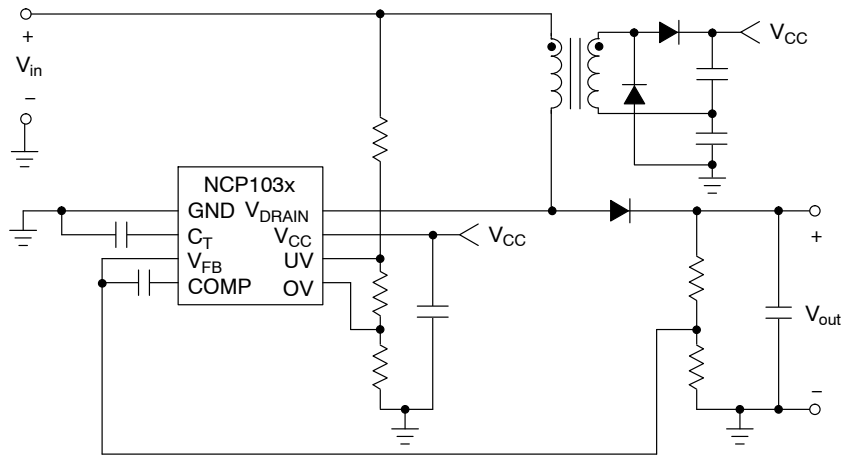 +
V_in
−
V_CC
NCP103x
GND V_DRAIN
C_T V_CC
V_CC
V_FB UV
COMP OV
+
V_out
−